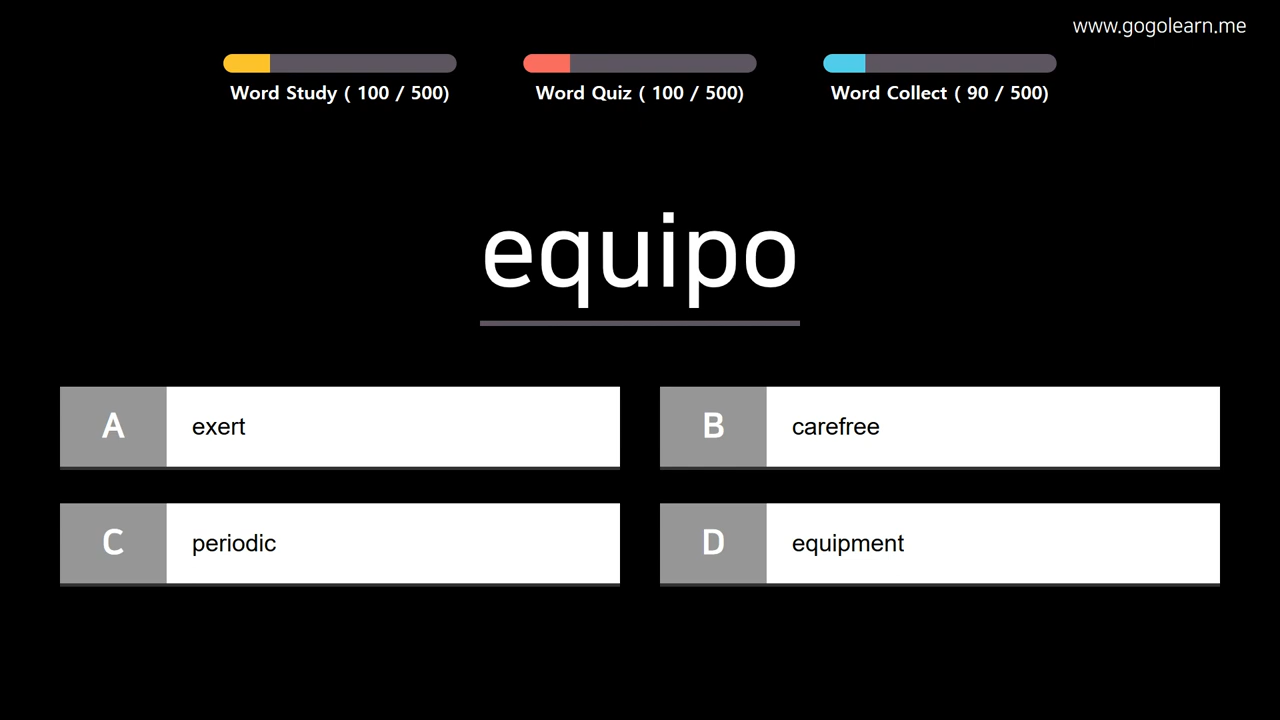 www.gogolearn.me
Word Study ( 100 / 500)
Word Quiz ( 100 / 500)
Word Collect ( 90 / 500)
equipo
A exert
B carefree
C periodic
D equipment